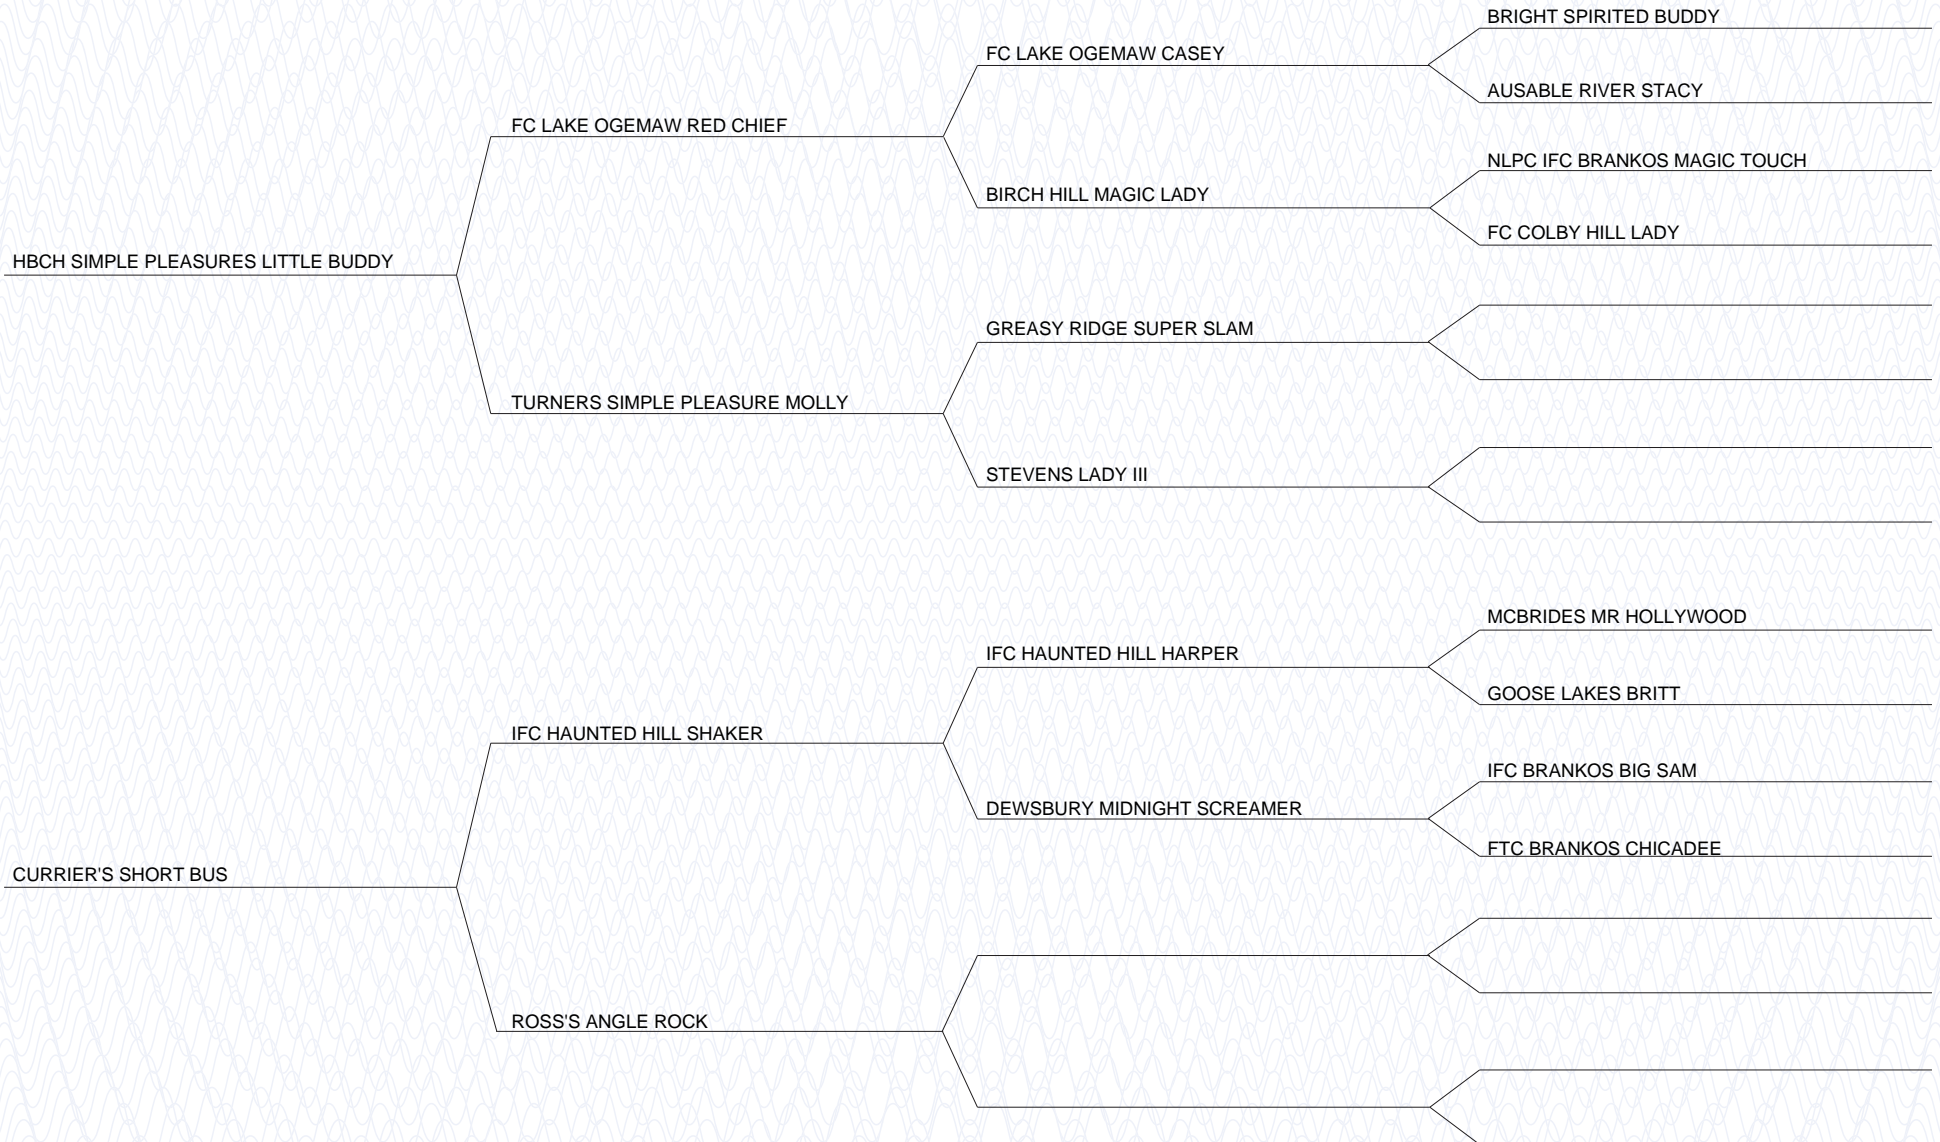 BRIGHT SPIRITED BUDDY
FC LAKE OGEMAW CASEY
AUSABLE RIVER STACY
FC LAKE OGEMAW RED CHIEF
NLPC IFC BRANKOS MAGIC TOUCH
BIRCH HILL MAGIC LADY
FC COLBY HILL LADY
HBCH SIMPLE PLEASURES LITTLE BUDDY
GREASY RIDGE SUPER SLAM
TURNERS SIMPLE PLEASURE MOLLY
STEVENS LADY III
MCBRIDES MR HOLLYWOOD
IFC HAUNTED HILL HARPER
GOOSE LAKES BRITT
IFC HAUNTED HILL SHAKER
IFC BRANKOS BIG SAM
DEWSBURY MIDNIGHT SCREAMER
FTC BRANKOS CHICADEE
CURRIER'S SHORT BUS
ROSS'S ANGLE ROCK